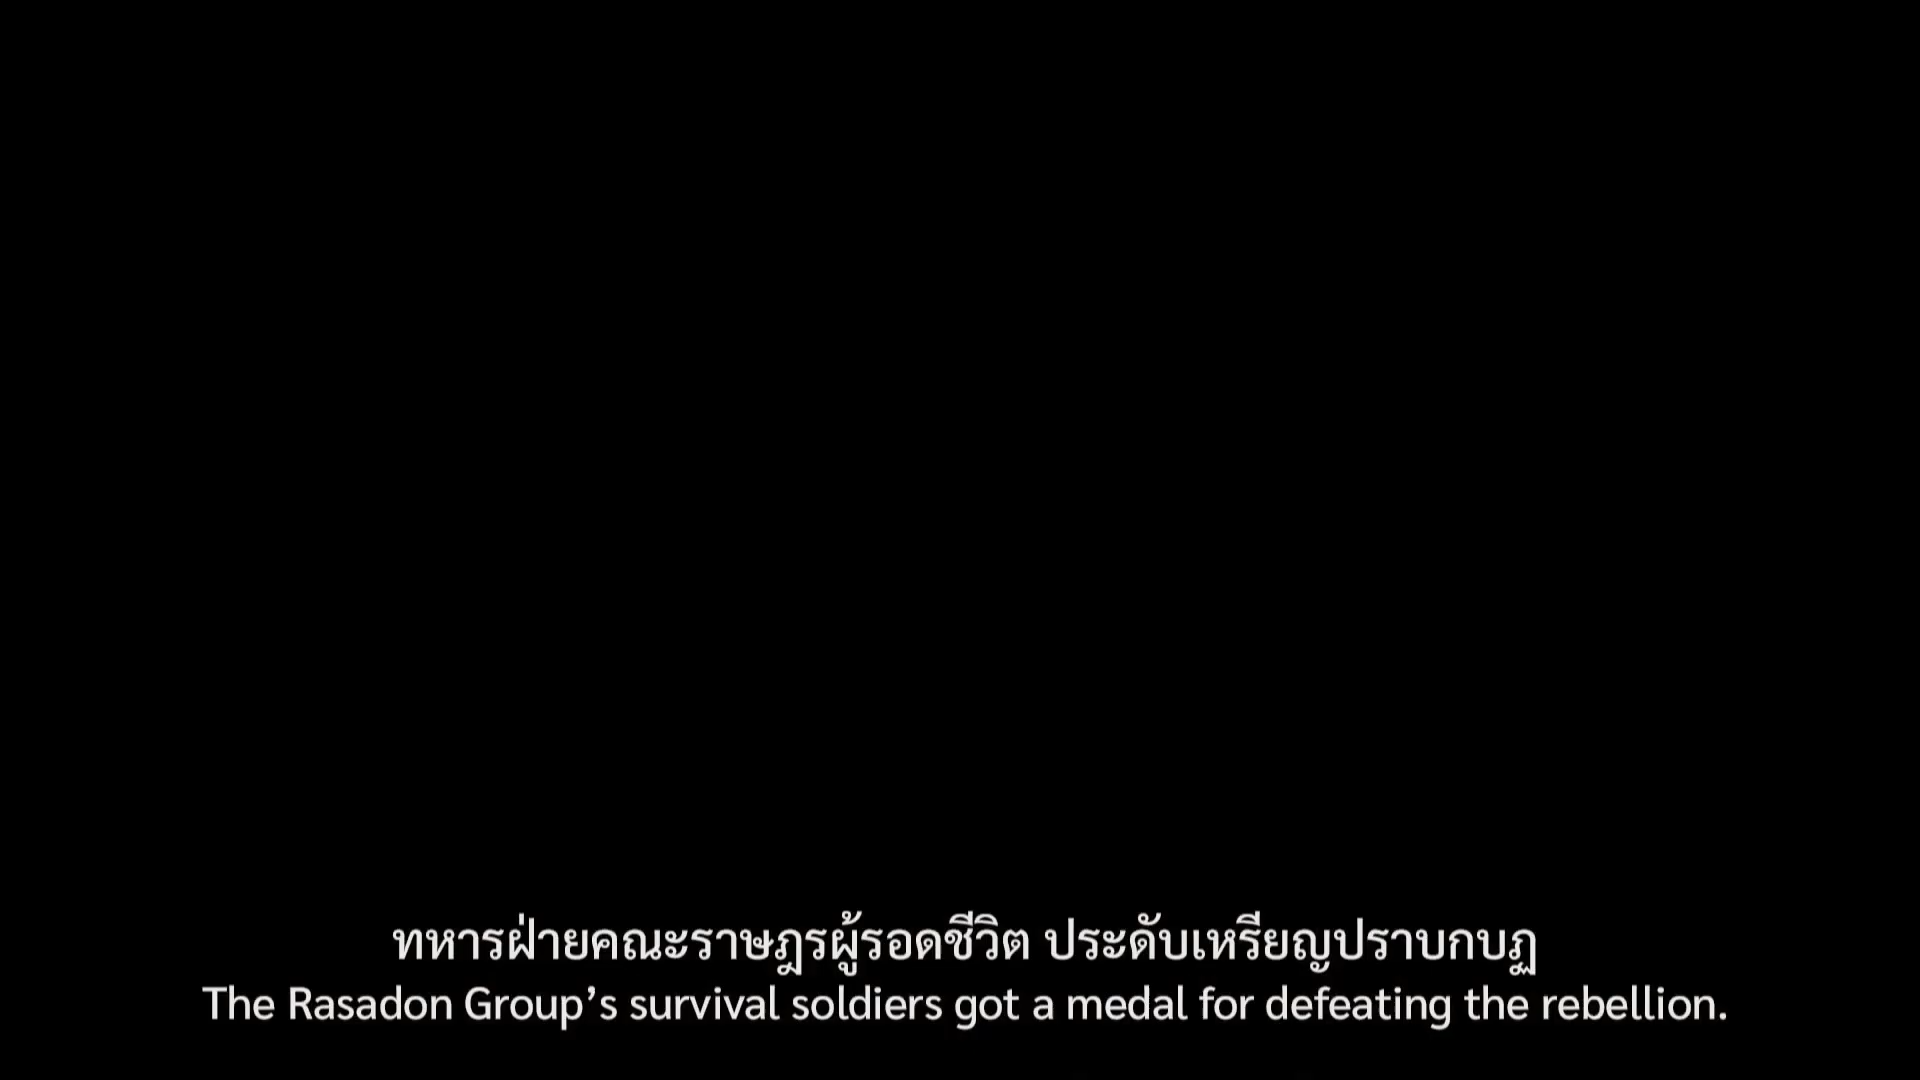 ทหารฝ่ายคณะราษฎรผู้รอดชีวิต ประดับเหรียญปราบกบฏ
The Rasadon Group’s survival soldiers got a medal for defeating the rebellion.